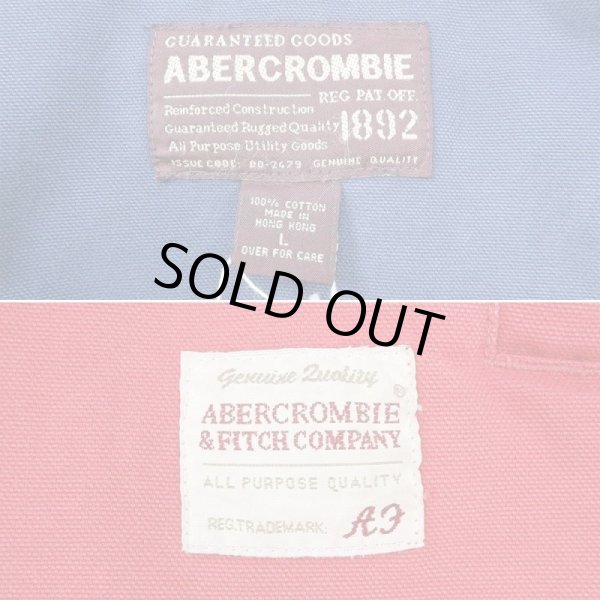 GUARANTEED GOODS
ABERCROMBIE
REG PAT. OFF.
Reinforced Construction
Guaranteed Rugged Quality
1892
All Purpose Utility Goods
ISSUE CODE: DD-2479 GENUINE QUALITY
100% COTTON
MADE IN
HONG KONG
L
OVER FOR CARE
SOLD OUT
Genuine Quality
®
ABERCROMBIE
& FITCH COMPANY
ALL PURPOSE QUALITY
REG. TRADEMARK. AF